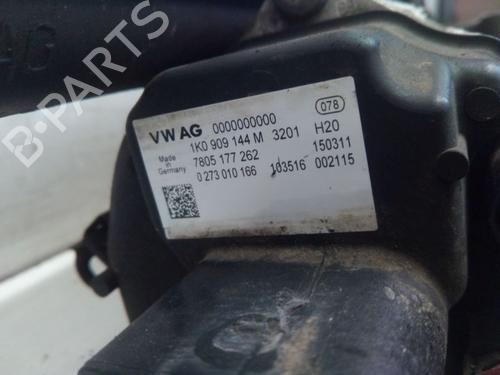 VW AG 0000000000 078
1K0 909 144 M 3201 H20
Made in Germany 7805 177 262 150311
0 273 010 166 103516 002115
B-PARTS